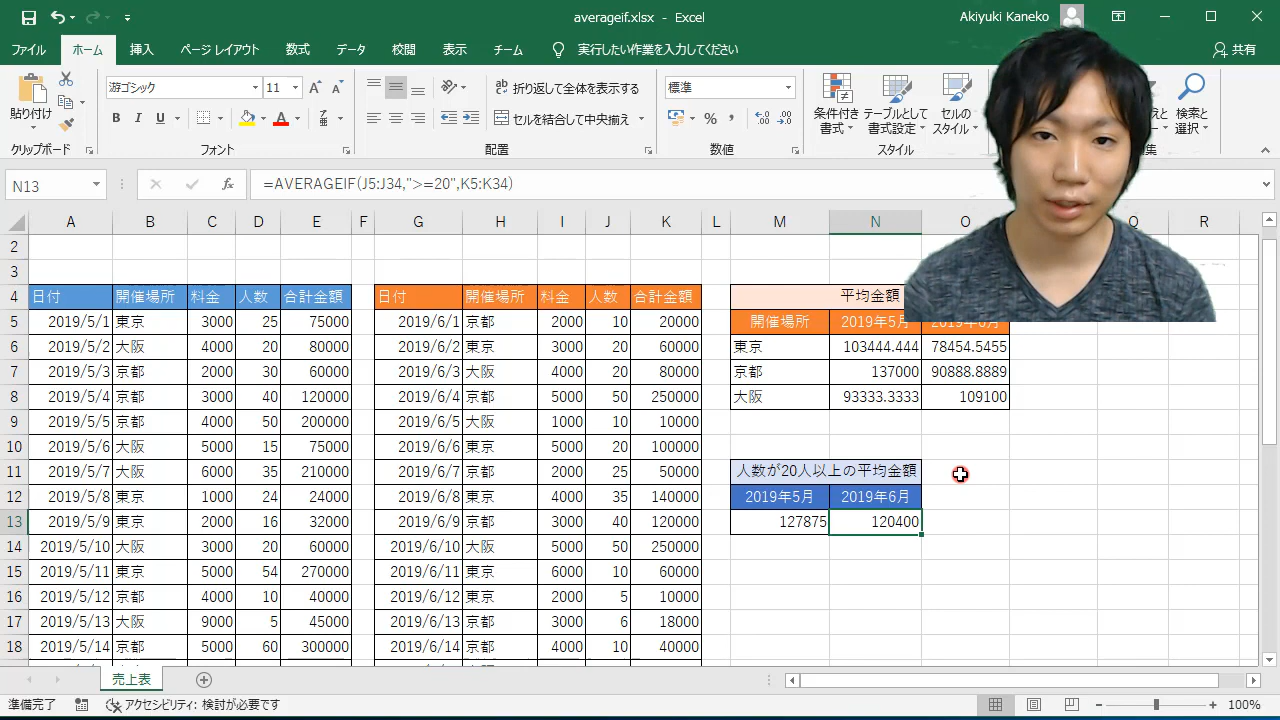 averageif.xlsx - Excel
Akiyuki Kaneko
ファイル ホーム 挿入 ページ レイアウト 数式 データ 校閲 表示 チーム 実行したい作業を入力してください 共有
貼り付け 游ゴシック 11 折り返して全体を表示する 標準 条件付き書式 テーブルとして書式設定 セルのスタイル 検索と選択
B I U A セルを結合して中央揃え %
クリップボード フォント 配置 数値 スタイル
N13 fx =AVERAGEIF(J5:J34,">=20",K5:K34)
A B C D E F G H I J K L M N O Q R
2
3
4 日付 開催場所 料金 人数 合計金額 日付 開催場所 料金 人数 合計金額 平均金額
5 2019/5/1 東京 3000 25 75000 2019/6/1 京都 2000 10 20000 開催場所 2019年5月 2019年6月
6 2019/5/2 大阪 4000 20 80000 2019/6/2 東京 3000 20 60000 東京 103444.444 78454.5455
7 2019/5/3 京都 2000 30 60000 2019/6/3 大阪 4000 20 80000 京都 137000 90888.8889
8 2019/5/4 京都 3000 40 120000 2019/6/4 京都 5000 50 250000 大阪 93333.3333 109100
9 2019/5/5 京都 4000 50 200000 2019/6/5 大阪 1000 10 10000
10 2019/5/6 大阪 5000 15 75000 2019/6/6 東京 5000 20 100000
11 2019/5/7 大阪 6000 35 210000 2019/6/7 京都 2000 25 50000 人数が20人以上の平均金額
12 2019/5/8 東京 1000 24 24000 2019/6/8 東京 4000 35 140000 2019年5月 2019年6月
13 2019/5/9 東京 2000 16 32000 2019/6/9 京都 3000 40 120000 127875 120400
14 2019/5/10 大阪 3000 20 60000 2019/6/10 大阪 5000 50 250000
15 2019/5/11 東京 5000 54 270000 2019/6/11 東京 6000 10 60000
16 2019/5/12 京都 4000 10 40000 2019/6/12 東京 2000 5 10000
17 2019/5/13 大阪 9000 5 45000 2019/6/13 京都 3000 6 18000
18 2019/5/14 京都 5000 60 300000 2019/6/14 京都 4000 10 40000
売上表
準備完了 アクセシビリティ: 検討が必要です 100%